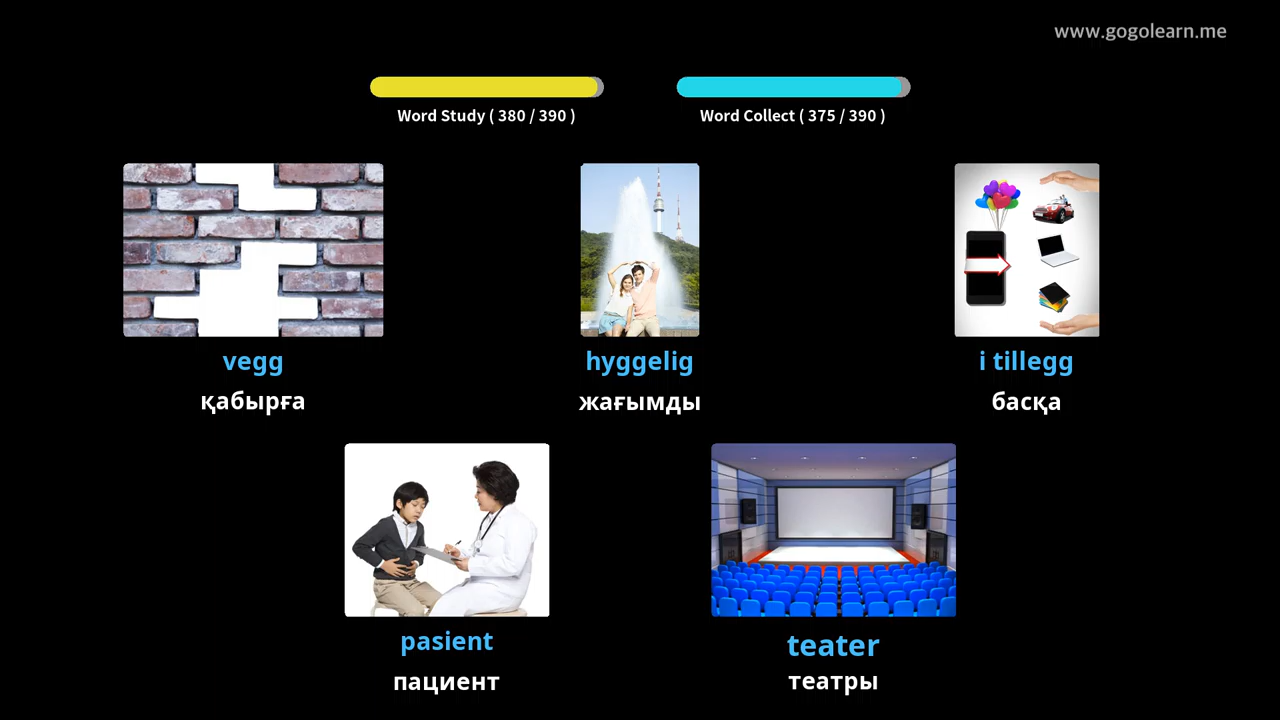 www.gogolearn.me
Word Study ( 380 / 390 )
Word Collect ( 375 / 390 )
vegg
hyggelig
i tillegg
қабырға
жағымды
басқа
pasient
teater
пациент
театры